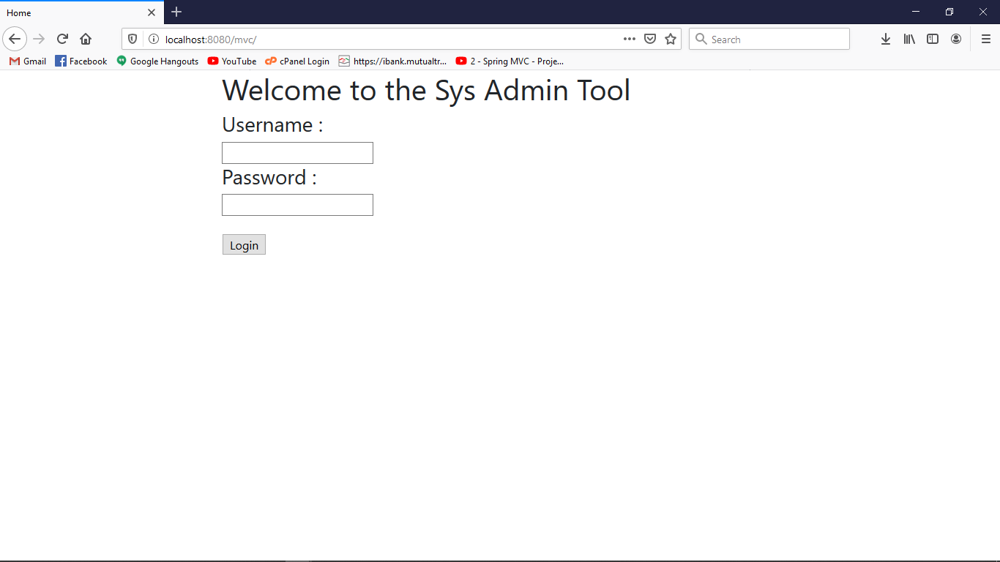 Home
localhost:8080/mvc/
Search
Gmail Facebook Google Hangouts YouTube cPanel Login https://ibank.mutualtr... 2 - Spring MVC - Proje...
Welcome to the Sys Admin Tool
Username :
Password :
Login